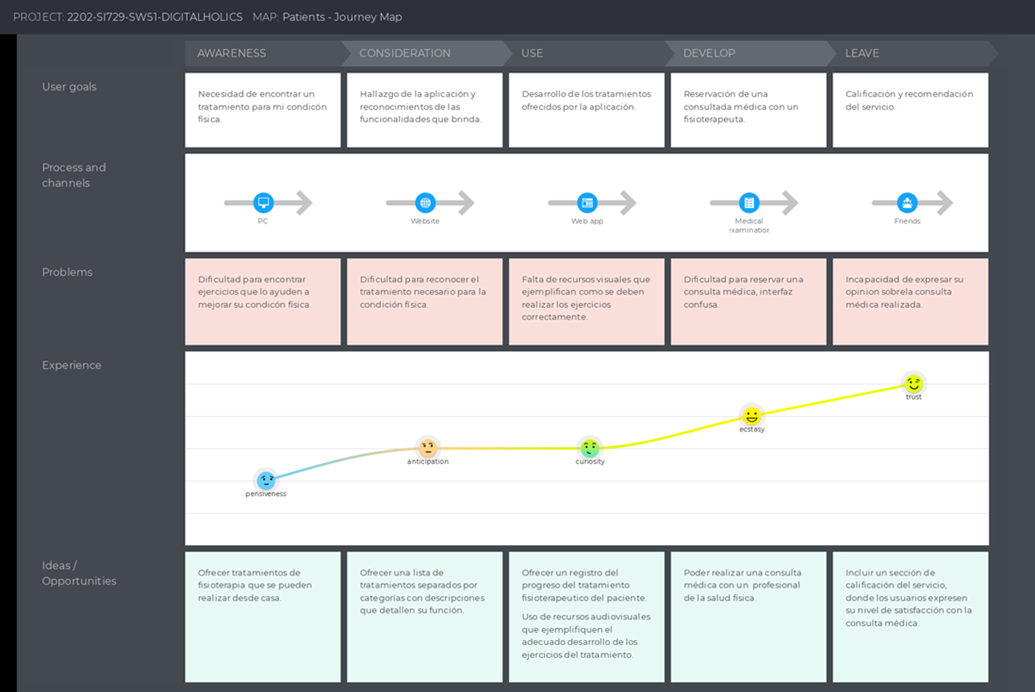 PROJECT: 2202-SI729-SW51-DIGITALHOLICS MAP: Patients - Journey Map
AWARENESS
CONSIDERATION
USE
DEVELOP
LEAVE
User goals
Necesidad de encontrar un
tratamiento para mi condicón
física.
Hallazgo de la aplicación y
reconocimientos de las
funcionalidades que brinda.
Desarrollo de los tratamientos
ofrecidos por la aplicación.
Reservación de una
consultada médica con un
fisioterapeuta.
Calificación y recomendación
del servicio.
Process and
channels
PC
Website
Web app
Medical
examination
Friends
Problems
Dificultad para encontrar
ejercicios que lo ayuden a
mejorar su condicón física.
Dificultad para reconocer el
tratamiento necesario para la
condición física.
Falta de recursos visuales que
ejemplifican como se deben
realizar los ejercicios
correctamente.
Dificultad para reservar una
consulta médica, interfaz
confusa.
Incapacidad de expresar su
opinion sobrela consulta
médica realizada.
Experience
pensiveness
anticipation
curiosity
ecstasy
trust
Ideas /
Opportunities
Ofrecer tratamientos de
fisioterapia que se pueden
realizar desde casa.
Ofrecer una lista de
tratamientos separados por
categorías con descripciones
que detallen su función.
Ofrecer un registro del
progreso del tratamiento
fisioterapeutico del paciente.
Uso de recursos audiovisuales
que ejemplifiquen el
adecuado desarrollo de los
ejercicios del tratamiento.
Poder realizar una consulta
médica con un profesional
de la salud física.
Incluir un sección de
calificación del servicio,
donde los usuarios expresen
su nivel de satisfacción con la
consulta médica.